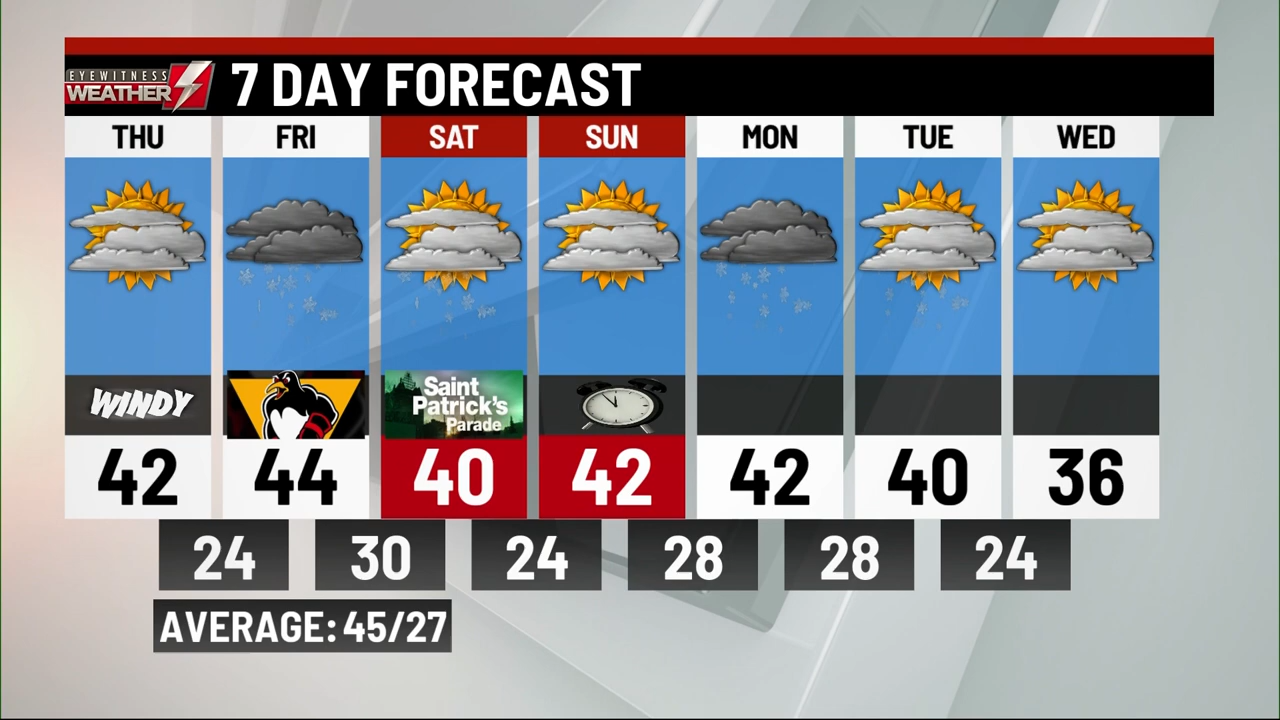 EYEWITNESS
WEATHER
7 DAY FORECAST
THU FRI SAT SUN MON TUE WED
WINDY
Saint
Patrick's
Parade
42 44 40 42 42 40 36
24 30 24 28 28 24
AVERAGE: 45/27